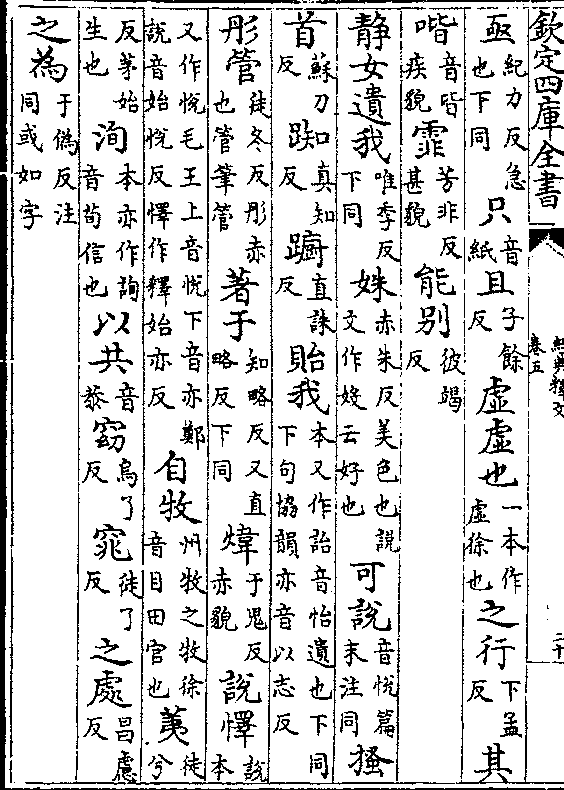 欽定四庫全書
經典釋文
卷五
二十
亟紀力反急也下同只音紙且子餘反虛虛也一本作虛徐也之行下孟反其
喈音皆疾貌霏芳非反甚貌能别彼竭反
静女遺我唯季反下同姝赤朱反美色也說文作㛥云好也可說音悅篇末注同搔
首蘇刀反踟真知反蹰直誅反貽我本又作詒音怡遺也下同下句協韻亦音以志反
彤管徒冬反彤赤也管筆管著于知略反又直略反下同煒于鬼反赤貌說懌說本
又作悅毛王上音悅下音亦鄭說音始悅反懌作釋始亦反自牧州牧之牧徐音目田官也荑徒兮
反茅始生也洵本亦作詢音荀信也以共音恭窈烏了反窕徒了反之處昌慮反
之為于偽反注同或如字